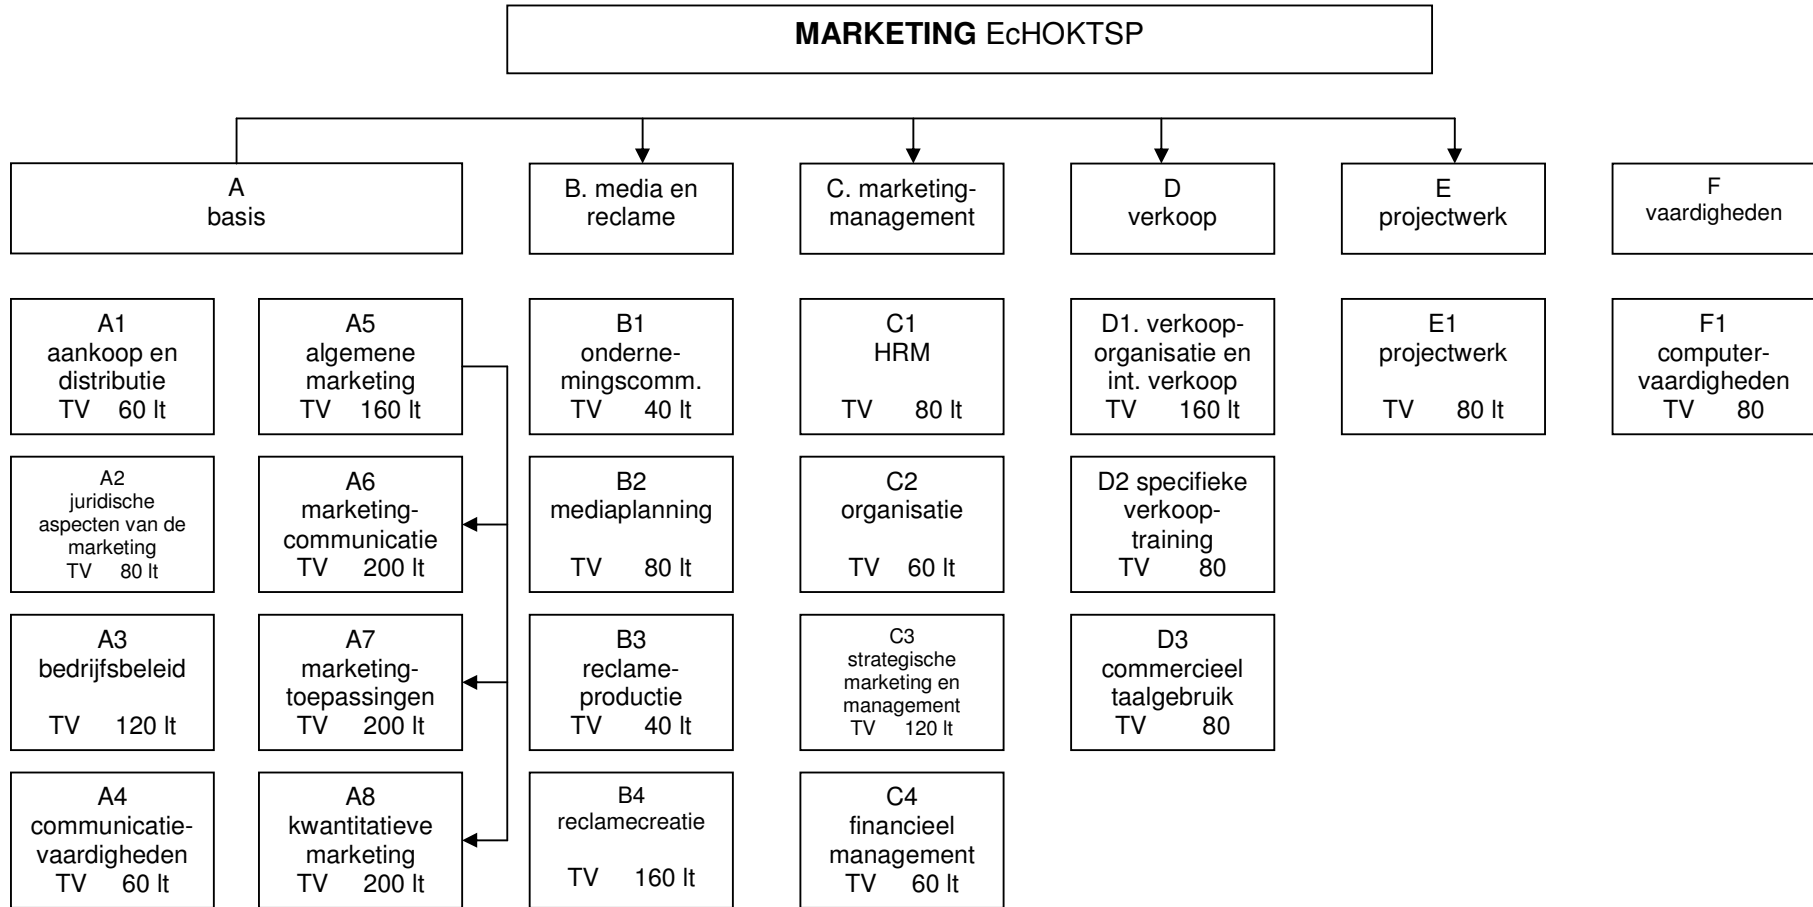 MARKETING EcHOKTSP
A
basis
B. media en
reclame
C. marketing-
management
D
verkoop
E
projectwerk
F
vaardigheden
A1
aankoop en
distributie
TV 60 lt
A5
algemene
marketing
TV 160 lt
B1
onderne-
mingscomm.
TV 40 lt
C1
HRM
TV 80 lt
D1. verkoop-
organisatie en
int. verkoop
TV 160 lt
E1
projectwerk
TV 80 lt
F1
computer-
vaardigheden
TV 80
A2
juridische
aspecten van de
marketing
TV 80 lt
A6
marketing-
communicatie
TV 200 lt
B2
mediaplanning
TV 80 lt
C2
organisatie
TV 60 lt
D2 specifieke
verkoop-
training
TV 80
A3
bedrijfsbeleid
TV 120 lt
A7
marketing-
toepassingen
TV 200 lt
B3
reclame-
productie
TV 40 lt
C3
strategische
marketing en
management
TV 120 lt
D3
commercieel
taalgebruik
TV 80
A4
communicatie-
vaardigheden
TV 60 lt
A8
kwantitatieve
marketing
TV 200 lt
B4
reclamecreatie
TV 160 lt
C4
financieel
management
TV 60 lt